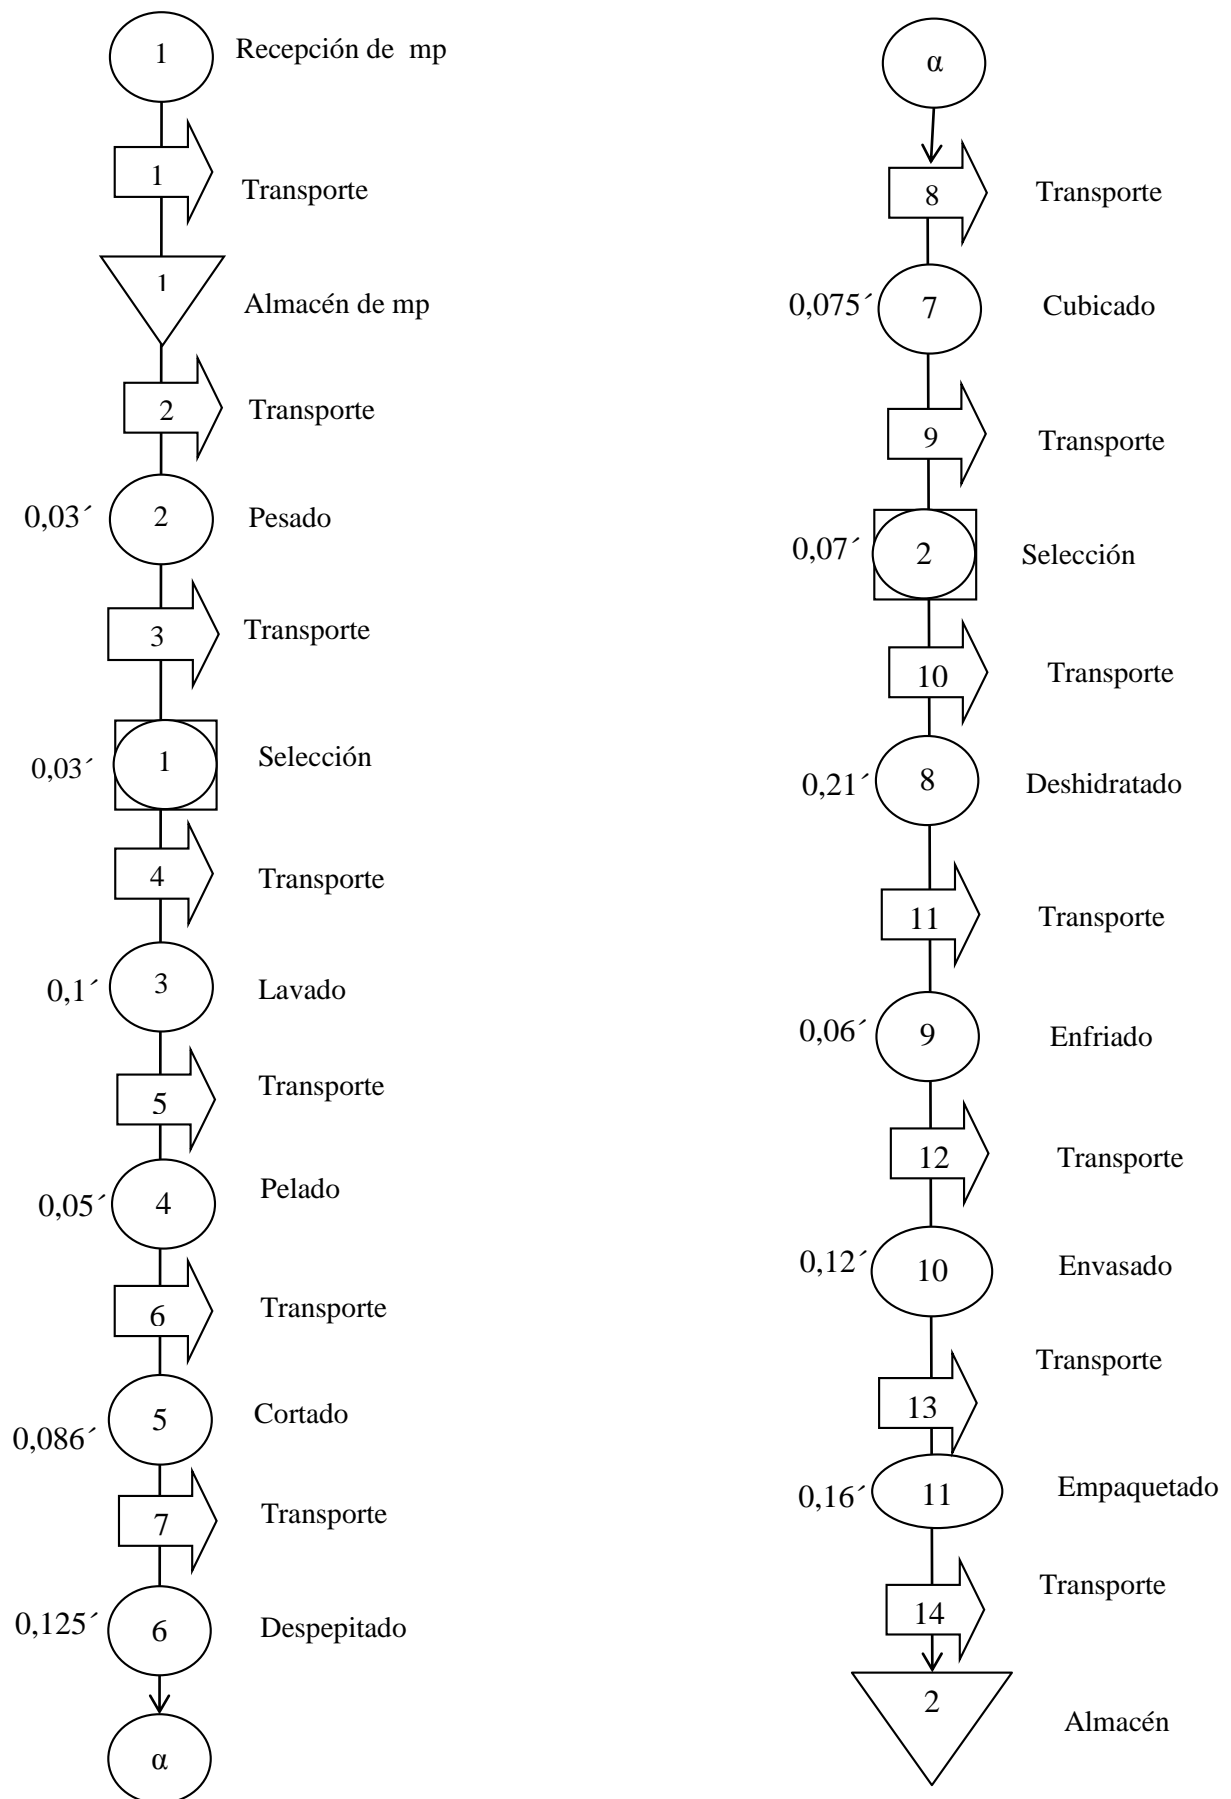 1 Recepción de mp
1 Transporte
1 Almacén de mp
2 Transporte
0,03´ 2 Pesado
3 Transporte
0,03´ 1 Selección
4 Transporte
0,1´ 3 Lavado
5 Transporte
0,05´ 4 Pelado
6 Transporte
0,086´ 5 Cortado
7 Transporte
0,125´ 6 Despepitado
α
α
8 Transporte
0,075´ 7 Cubicado
9 Transporte
0,07´ 2 Selección
10 Transporte
0,21´ 8 Deshidratado
11 Transporte
0,06´ 9 Enfriado
12 Transporte
0,12´ 10 Envasado
13 Transporte
0,16´ 11 Empaquetado
14 Transporte
2 Almacén